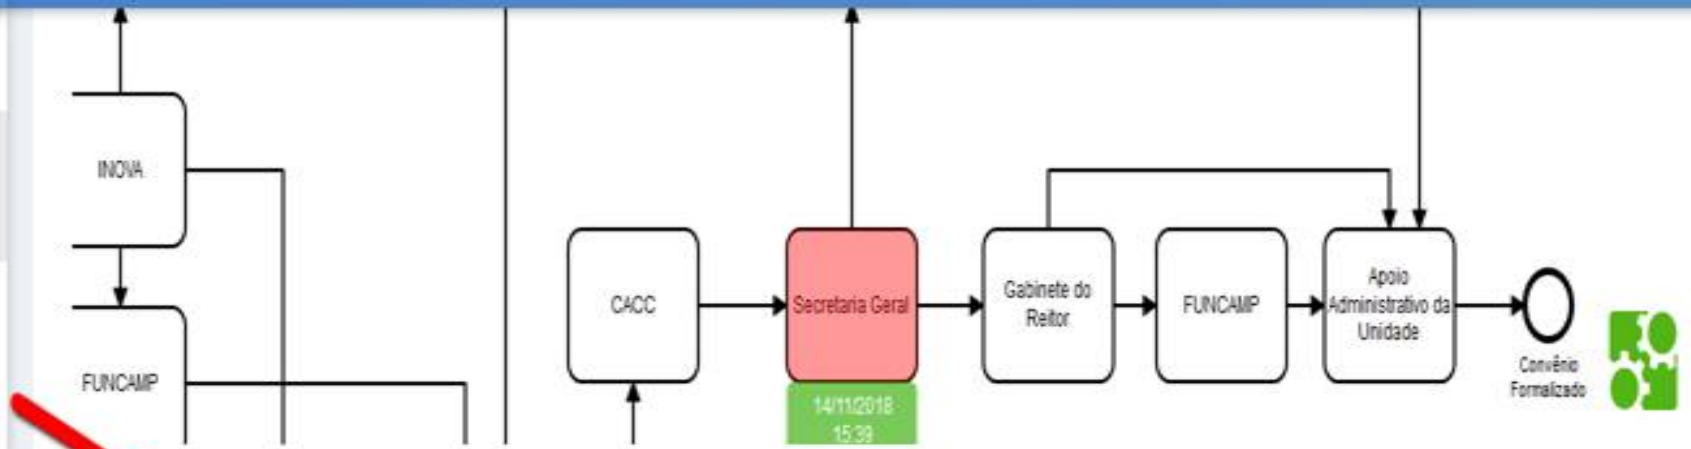 INOVA
FUNCAMP
CACC
Secretaria Geral
14/11/2018
15:39
Gabinete do
Reitor
FUNCAMP
Apoio
Administrativo da
Unidade
Convênio
Formalizado